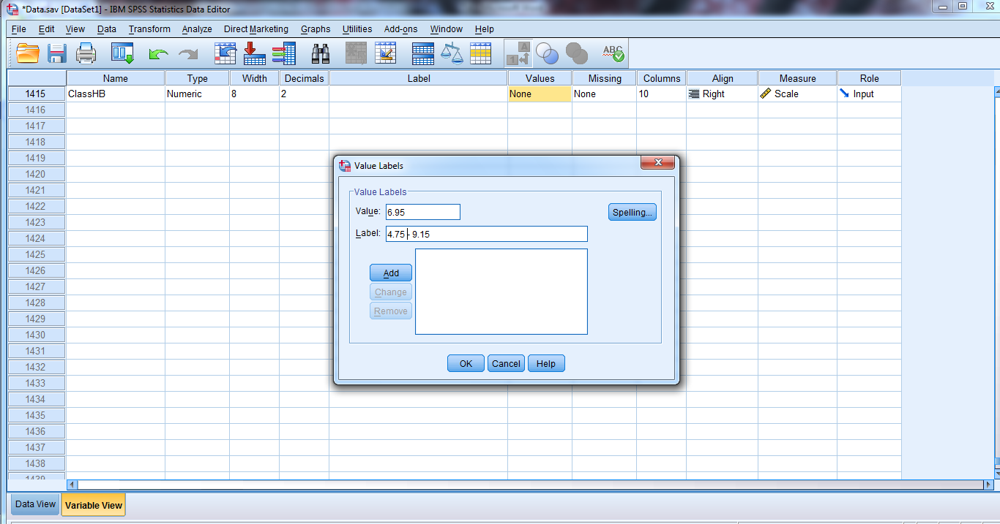 *Data.sav [DataSet1] - IBM SPSS Statistics Data Editor
File Edit View Data Transform Analyze Direct Marketing Graphs Utilities Add-ons Window Help
A
1
ABC
Name Type Width Decimals Label Values Missing Columns Align Measure Role
1415 ClassHB Numeric 8 2 None None 10 Right Scale Input
1416
1417
1418
1419
1420
1421
1422
1423
1424
1425
1426
1427
1428
1429
1430
1431
1432
1433
1434
1435
1436
1437
1438
1439
Value Labels
Value Labels
Value: 6.95
Spelling...
Label: 4.75 - 9.15
Add
Change
Remove
OK Cancel Help
Data View Variable View